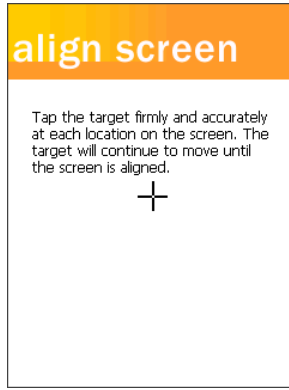 align screen
Tap the target firmly and accurately
at each location on the screen. The
target will continue to move until
the screen is aligned.